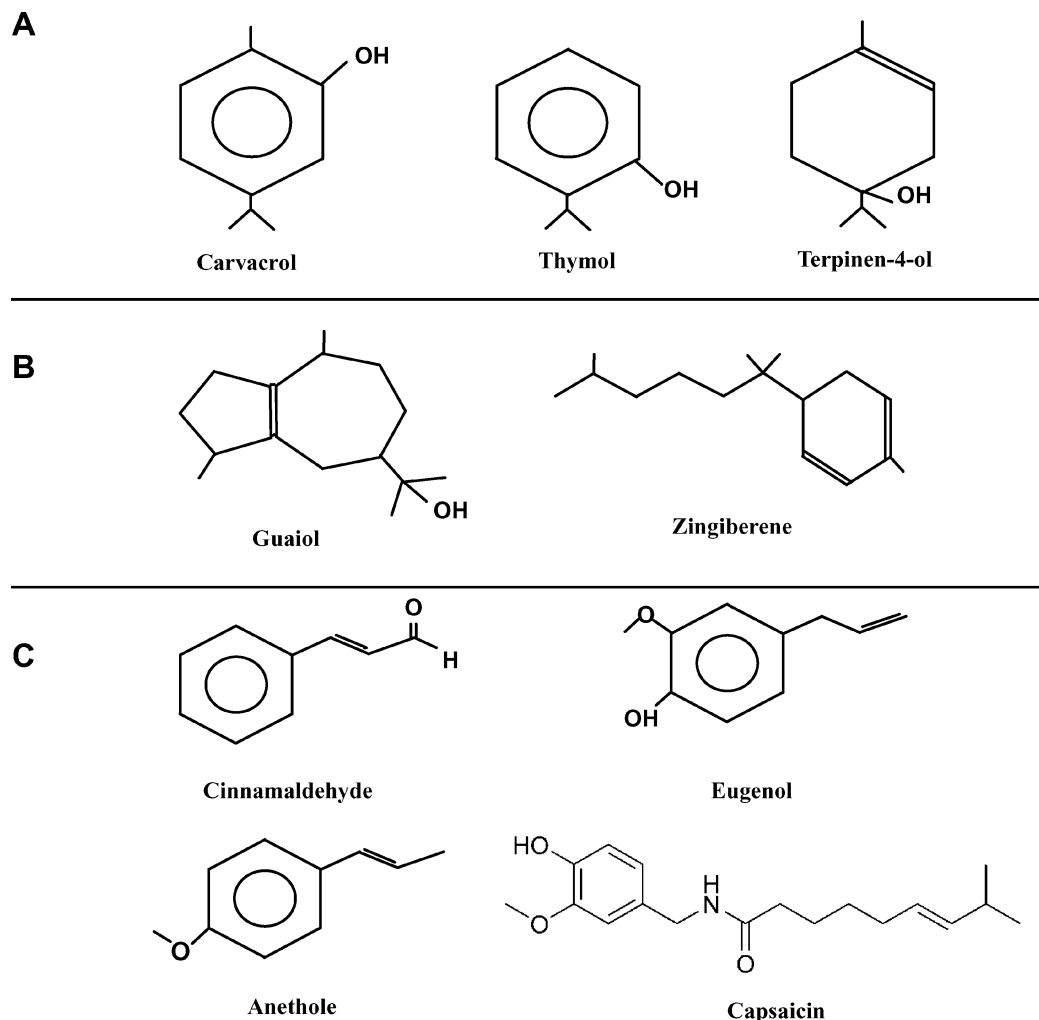 A
OH
OH
OH
Carvacrol
Thymol
Terpinen-4-ol
B
OH
Guaiol
Zingiberene
C
O
H
O
OH
Cinnamaldehyde
Eugenol
O
Anethole
HO
O
H
N
O
Capsaicin